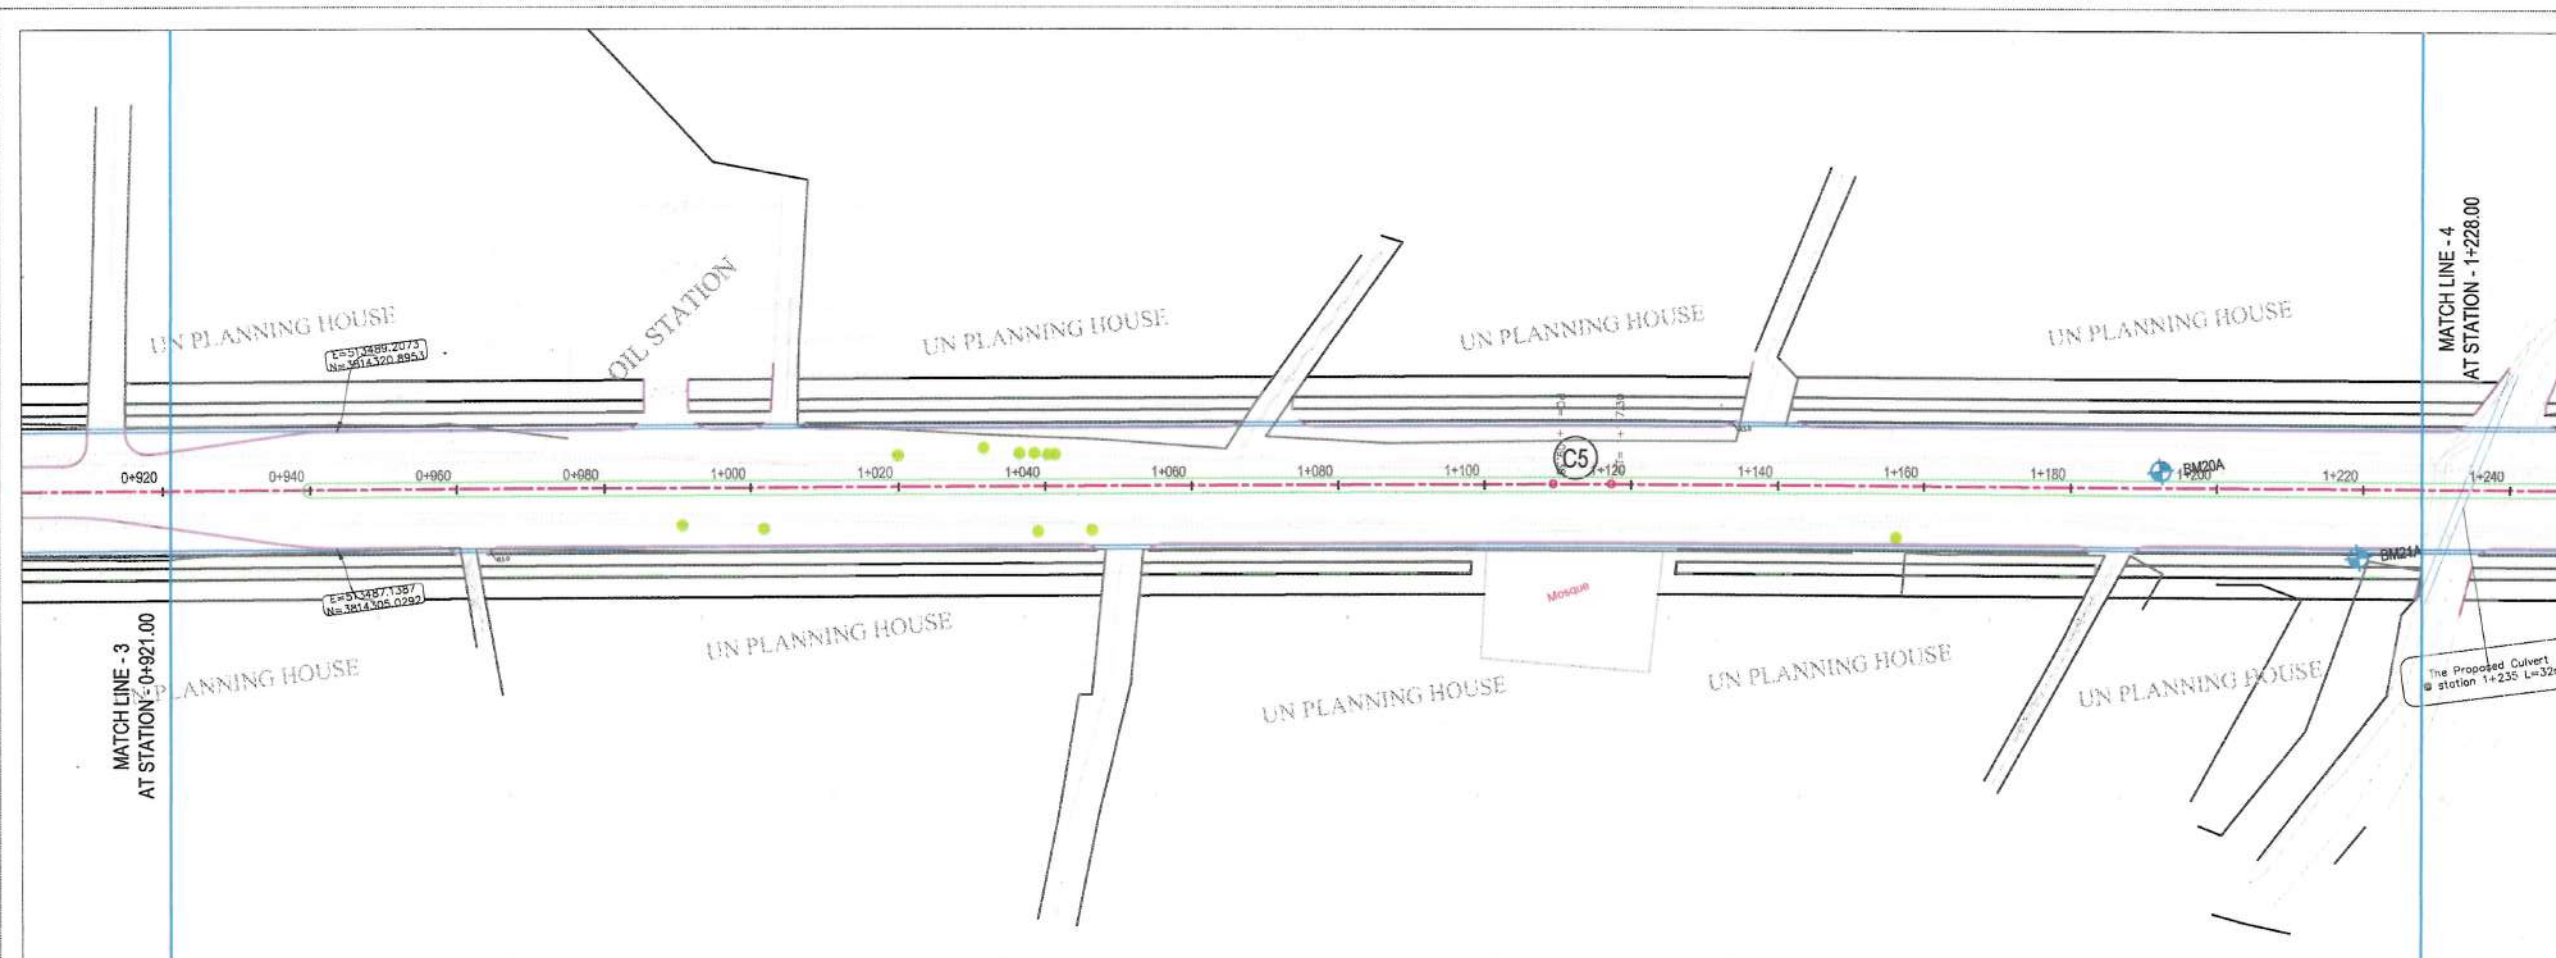 UN PLANNING HOUSE
OIL STATION
UN PLANNING HOUSE
UN PLANNING HOUSE
UN PLANNING HOUSE
MATCH LINE - 4
AT STATION - 1+228.00
E=513489.2073
N=3814320.8953
C5
0+920
0+940
0+960
0+980
1+000
1+020
1+040
1+060
1+080
1+100
1+120
1+140
1+160
1+180
1+200
1+220
1+240
BM20A
BM21A
E=513487.1387
N=3814305.0292
Mosque
MATCH LINE - 3
AT STATION - 0+921.00
UN PLANNING HOUSE
UN PLANNING HOUSE
UN PLANNING HOUSE
UN PLANNING HOUSE
UN PLANNING HOUSE
The Proposed Culvert
@ station 1+235 L=32